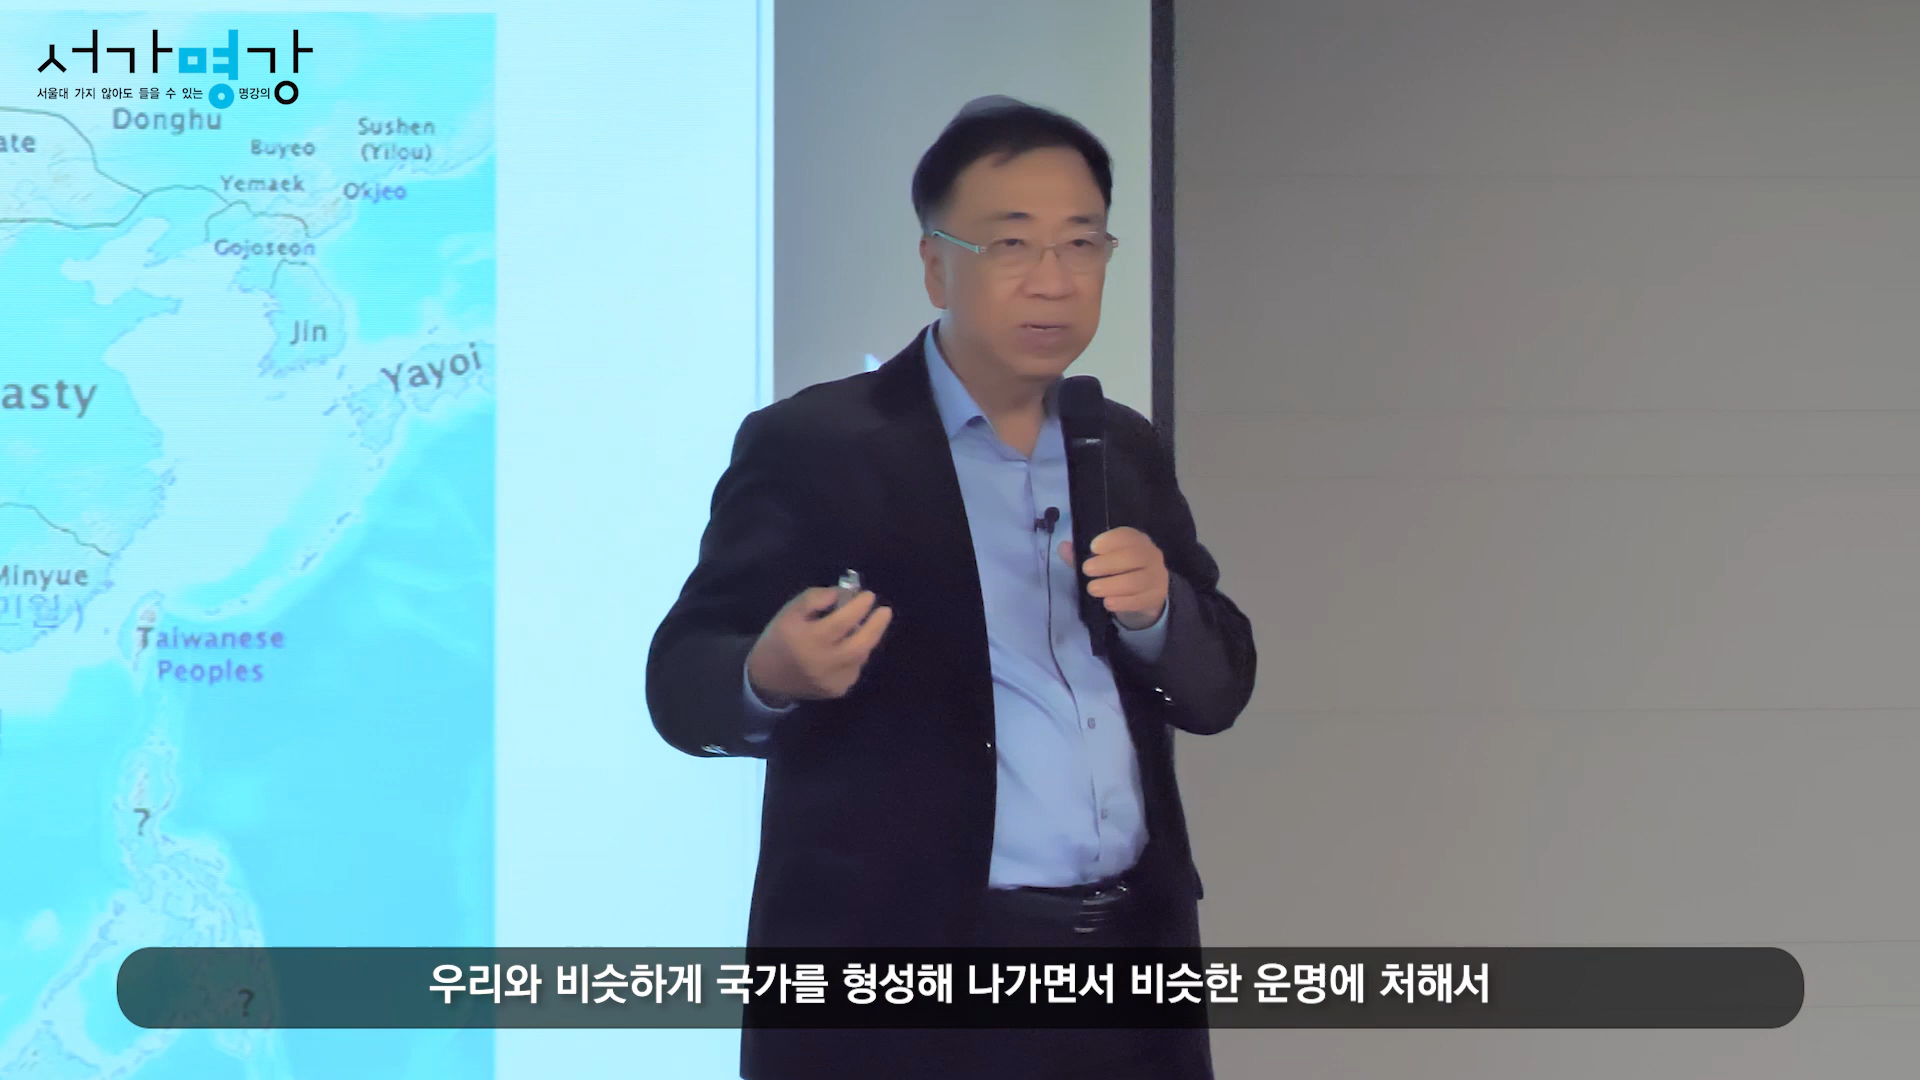 서가명강
서울대 가지 않아도 들을 수 있는 명강의
Donghu
ate
Sushen
(Yilou)
Buyeo
Yemaek
Okjeo
Gojoseon
Jin
Yayoi
asty
Minyue
민월)
Taiwanese
Peoples
?
?
우리와 비슷하게 국가를 형성해 나가면서 비슷한 운명에 처해서